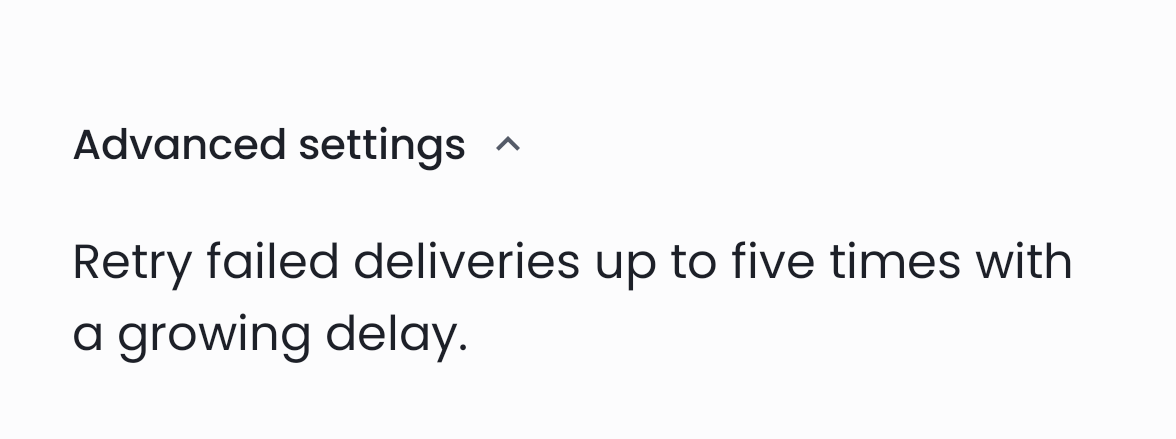 Advanced settings
Retry failed deliveries up to five times with
a growing delay.